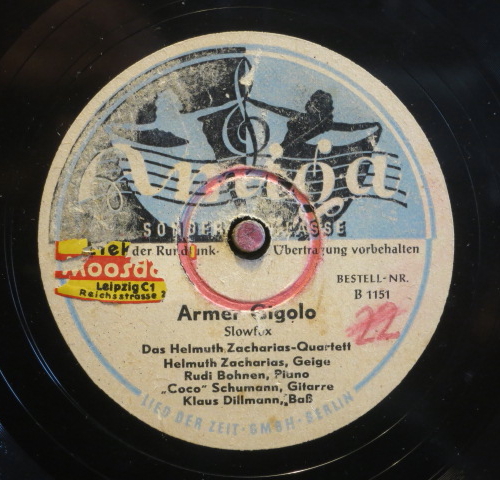 Amiga
der Rundfunk-Übertragung vorbehalten
Leipzig C1
Reichsstrasse
BESTELL-NR.
B 1151
Armer Gigolo
Slowfox
22
Das Helmuth Zacharias-Quartett
Helmuth Zacharias, Geige
Rudi Bohnen, Piano
„Coco" Schumann, Gitarre
Klaus Dillmann, Baß
LIED DER ZEIT·GMBH·BERLIN